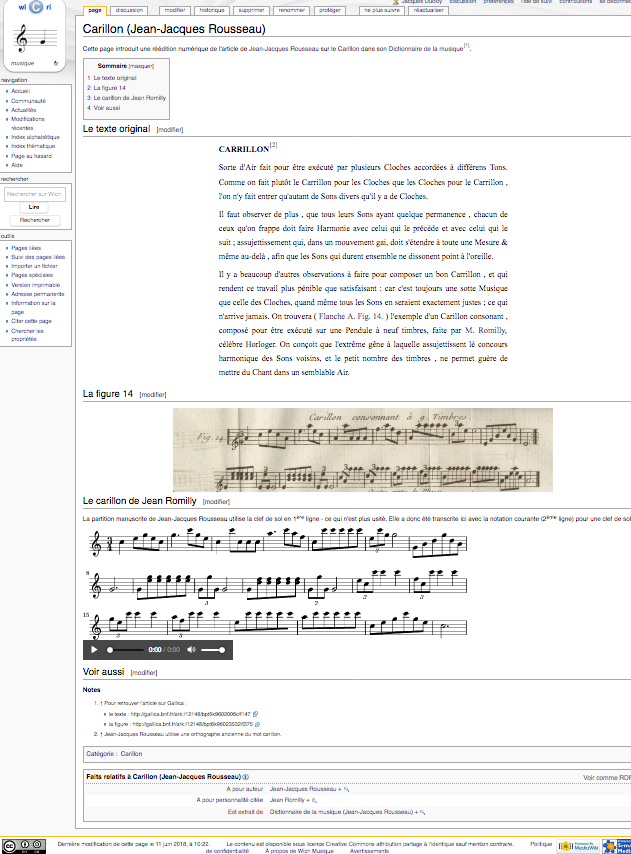 Jacques Ducloy discussion préférences liste de suivi contributions se déconnec
page discussion modifier historique supprimer renommer protéger ne plus suivre réactualiser
wi C ri
musique fr
Carillon (Jean-Jacques Rousseau)
Cette page introduit une réédition numérique de l'article de Jean-Jacques Rousseau sur le Carillon dans son Dictionnaire de la musique[1].
Sommaire [masquer]
1 Le texte original
2 La figure 14
3 Le carillon de Jean Romilly
4 Voir aussi
navigation
Accueil
Communauté
Actualités
Modifications
récentes
Index alphabétique
Index thématique
Page au hasard
Aide
rechercher
Rechercher sur Wicri
Lire
Rechercher
outils
Pages liées
Suivi des pages liées
Importer un fichier
Pages spéciales
Version imprimable
Adresse permanente
Information sur la
page
Citer cette page
Chercher les
propriétés
Le texte original [modifier]
CARRILLON[2]
Sorte d'Air fait pour être exécuté par plusieurs Cloches accordées à différens Tons.
Comme on fait plutôt le Carrillon pour les Cloches que les Cloches pour le Carrillon ,
l'on n'y fait entrer qu'autant de Sons divers qu'il y a de Cloches.
Il faut observer de plus , que tous leurs Sons ayant quelque permanence , chacun de
ceux qu'on frappe doit faire Harmonie avec celui qui le précède et avec celui qui le
suit ; assujettissement qui, dans un mouvement gai, doit s'étendre à toute une Mesure &
même au-delà , afin que les Sons qui durent ensemble ne dissonent point à l'oreille.
Il y a beaucoup d'autres observations à faire pour composer un bon Carrillon , et qui
rendent ce travail plus pénible que satisfaisant : car c'est toujours une sotte Musique
que celle des Cloches, quand même tous les Sons en seraient exactement justes ; ce qui
n'arrive jamais. On trouvera ( Flanche A. Fig. 14. ) l'exemple d'un Carillon consonant ,
composé pour être exécuté sur une Pendule à neuf timbres, faite par M. Romilly,
célèbre Horloger. On conçoit que l'extrême gêne à laquelle assujettissent le concours
harmonique des Sons voisins, et le petit nombre des timbres , ne permet guère de
mettre du Chant dans un semblable Air.
La figure 14 [modifier]
Carillon consonnant à 9. Timbres
Fig. 14.
Le carillon de Jean Romilly [modifier]
La partition manuscrite de Jean-Jacques Rousseau utilise la clef de sol en 1ère ligne - ce qui n'est plus usité. Elle a donc été transcrite ici avec la notation courante (2ème ligne) pour une clef de sol
0:00 / 0:00
Voir aussi [modifier]
Notes
1. ↑ Pour retrouver l'article sur Gallica :
le texte : http://gallica.bnf.fr/ark:/12148/bpt6k9602006c/f147
la figure : http://gallica.bnf.fr/ark:/12148/bpt6k96023532/f375
2. ↑ Jean-Jacques Rousseau utilise une orthographe ancienne du mot carillon.
Catégorie : Carillon
Faits relatifs à Carillon (Jean-Jacques Rousseau) Voir comme RDF
A pour auteur Jean-Jacques Rousseau +
A pour personnalité citée Jean Romilly +
Est extrait de Dictionnaire de la musique (Jean-Jacques Rousseau) +
Dernière modification de cette page le 11 juin 2018, à 10:22. Le contenu est disponible sous licence Creative Commons attribution partage à l'identique sauf mention contraire. Politique
de confidentialité À propos de Wicri Musique Avertissements
Powered By
MediaWiki